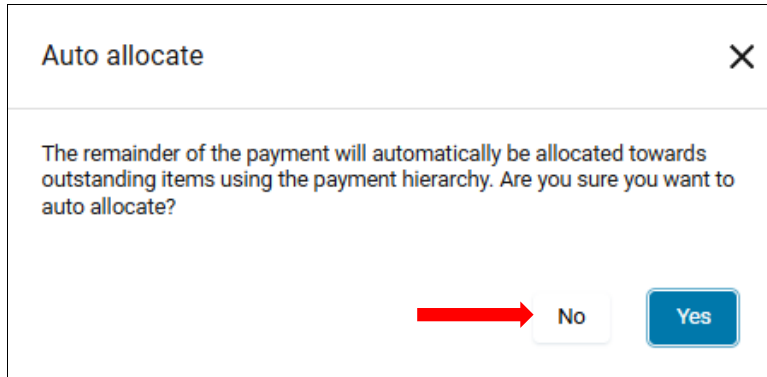 Auto allocate
The remainder of the payment will automatically be allocated towards
outstanding items using the payment hierarchy. Are you sure you want to
auto allocate?
No
Yes